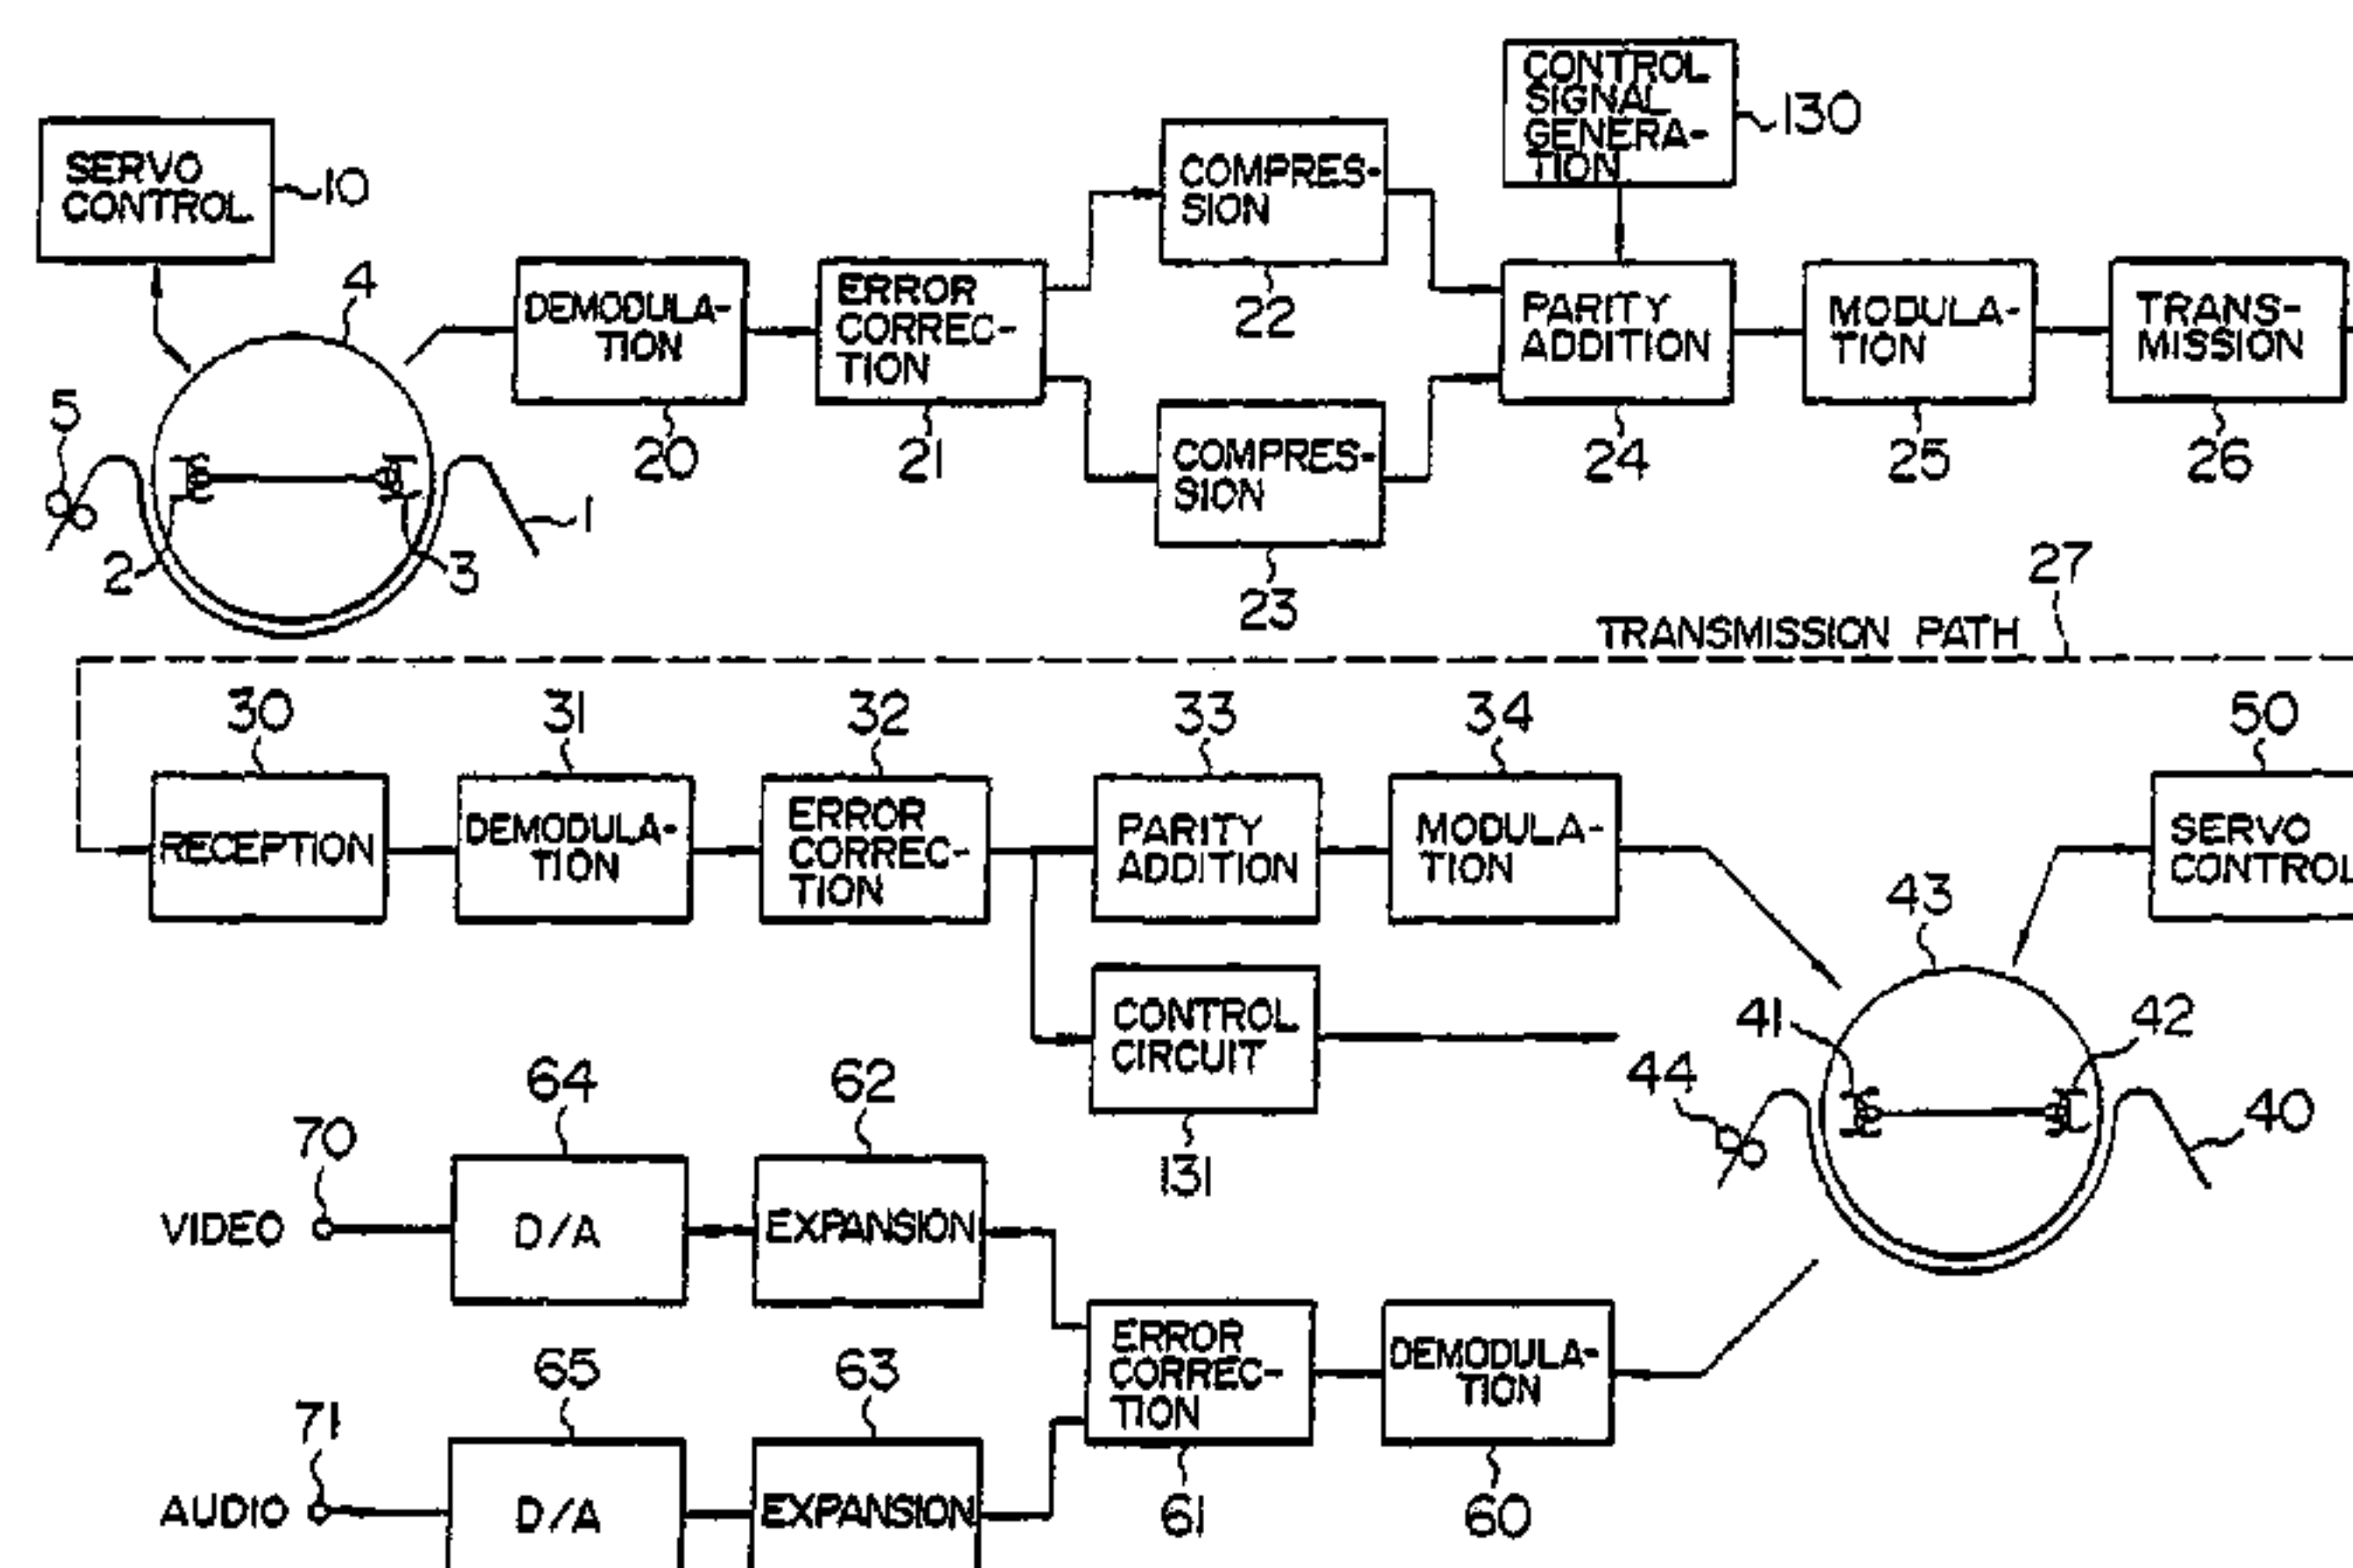 CONTROL
SIGNAL
GENERA-
TION
130
SERVO
CONTROL
10
COMPRES-
SION
22
4
DEMODULA-
TION
20
ERROR
CORREC-
TION
21
PARITY
ADDITION
24
MODULA-
TION
25
TRANS-
MISSION
26
5
COMPRES-
SION
23
1
2
3
27
TRANSMISSION PATH
30
31
32
33
34
50
RECEPTION
DEMODULA-
TION
ERROR
CORREC-
TION
PARITY
ADDITION
MODULA-
TION
SERVO
CONTROL
43
CONTROL
CIRCUIT
131
41
42
44
40
64
62
70
VIDEO
D/A
EXPANSION
ERROR
CORREC-
TION
61
DEMODULA-
TION
60
65
63
71
AUDIO
D/A
EXPANSION